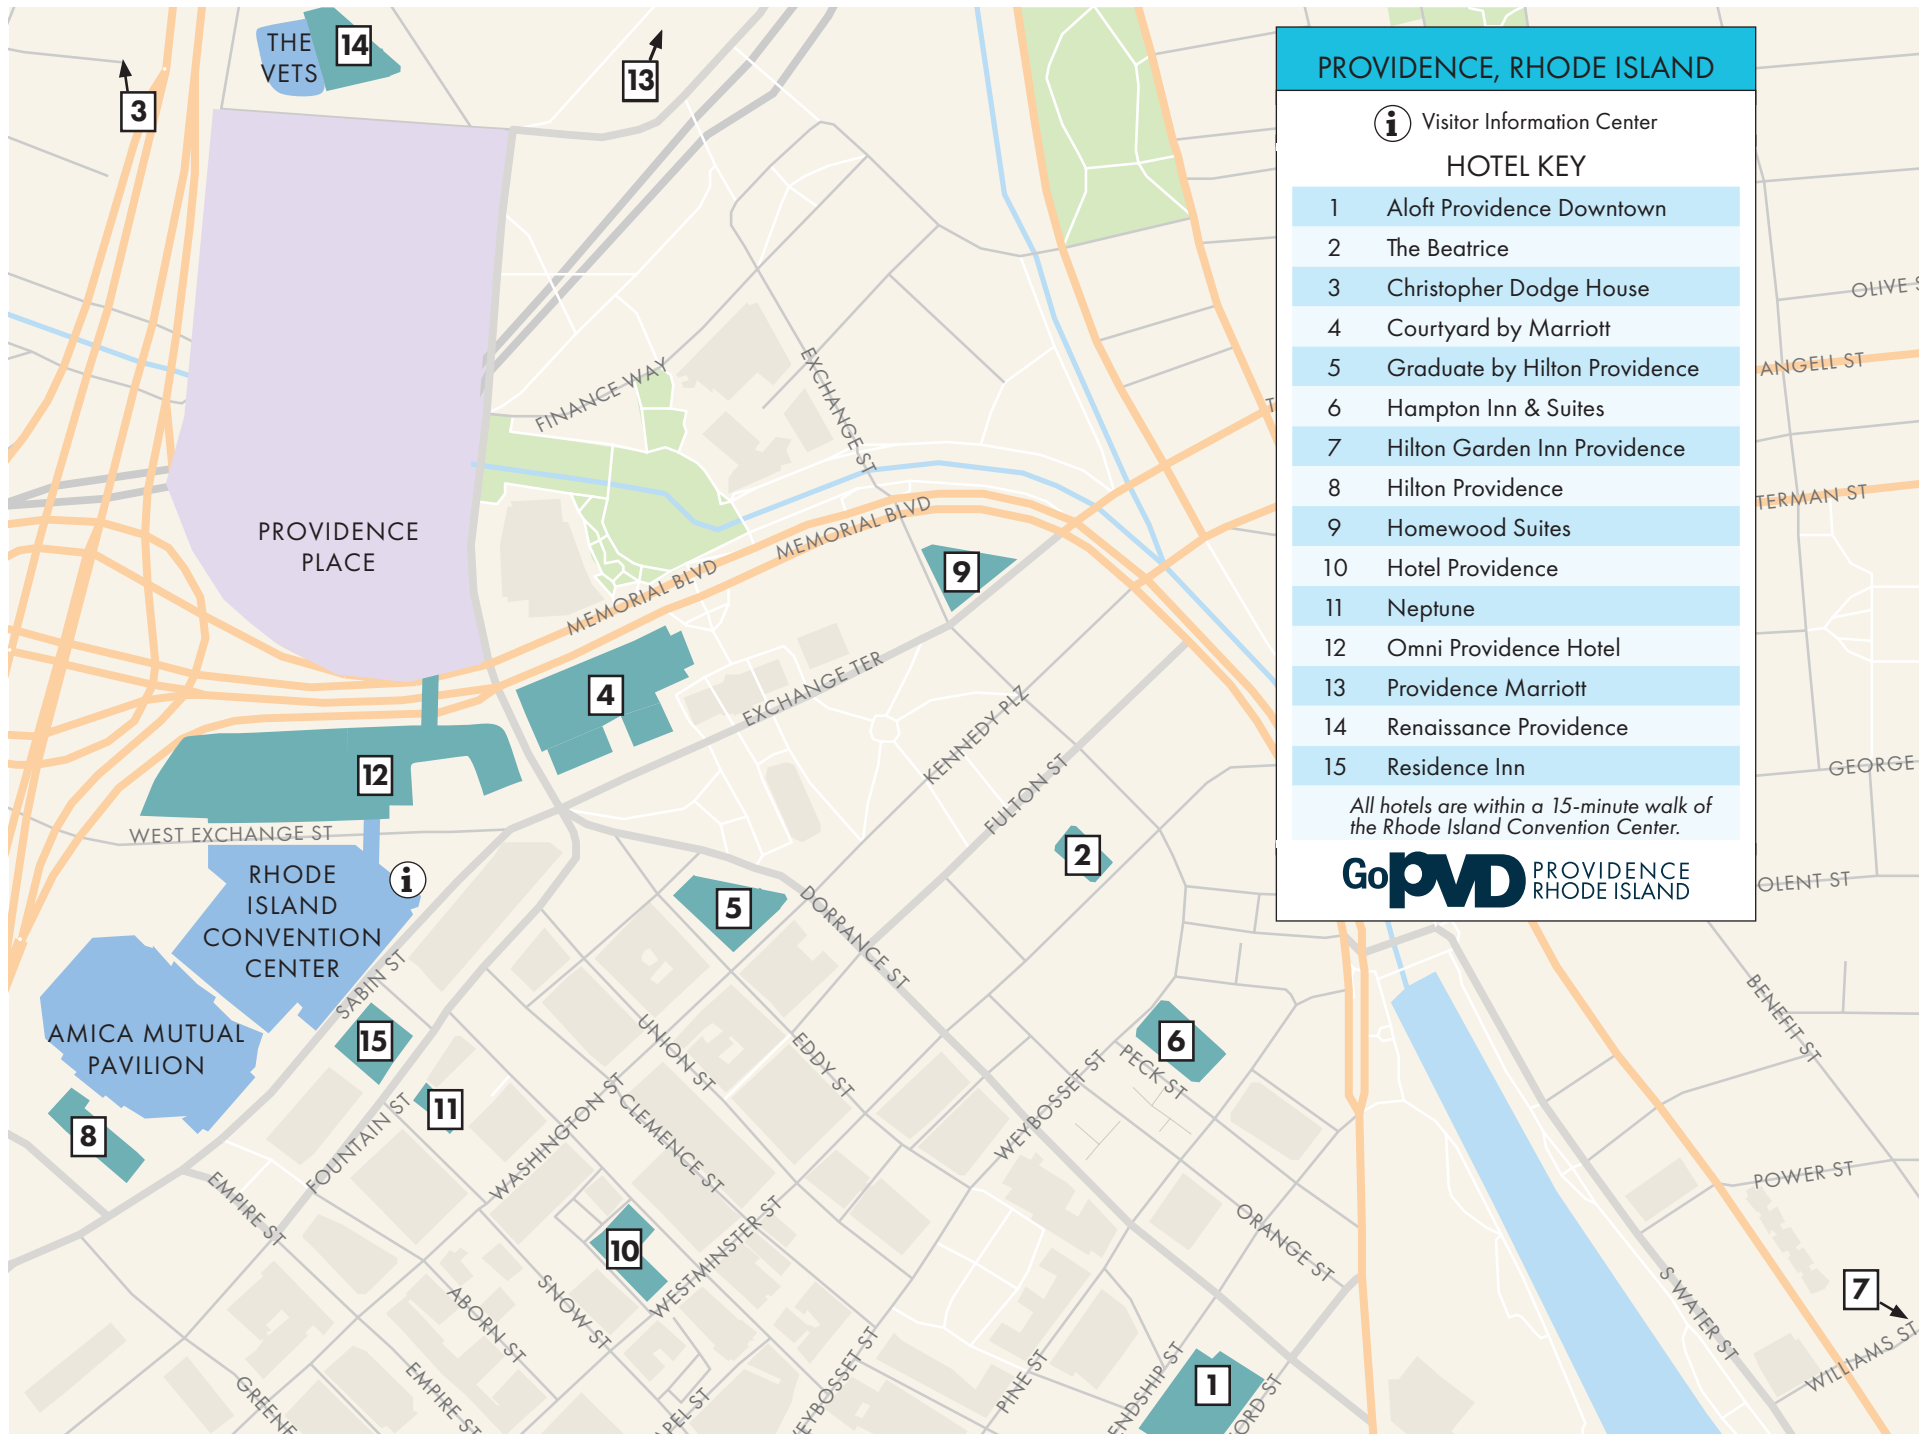 THE
VETS
14
13
3
PROVIDENCE, RHODE ISLAND
i Visitor Information Center
HOTEL KEY
1 Aloft Providence Downtown
2 The Beatrice
3 Christopher Dodge House
4 Courtyard by Marriott
5 Graduate by Hilton Providence
6 Hampton Inn & Suites
7 Hilton Garden Inn Providence
8 Hilton Providence
9 Homewood Suites
10 Hotel Providence
11 Neptune
12 Omni Providence Hotel
13 Providence Marriott
14 Renaissance Providence
15 Residence Inn
All hotels are within a 15-minute walk of
the Rhode Island Convention Center.
GoPVD PROVIDENCE
RHODE ISLAND
OLIVE S
ANGELL ST
T
TERMAN ST
GEORGE
OLENT ST
FINANCE WAY
EXCHANGE ST
PROVIDENCE
PLACE
MEMORIAL BLVD
MEMORIAL BLVD
9
4
EXCHANGE TER
KENNEDY PLZ
FULTON ST
12
WEST EXCHANGE ST
2
RHODE
ISLAND
CONVENTION
CENTER
i
5
DORRANCE ST
SABIN ST
AMICA MUTUAL
PAVILION
15
UNION ST
EDDY ST
6
PECK ST
WEYBOSSET ST
BENEFIT ST
8
11
FOUNTAIN ST
WASHINGTON ST
CLEMENCE ST
EMPIRE ST
10
WESTMINSTER ST
ORANGE ST
POWER ST
S WATER ST
7
WILLIAMS ST
ABORN ST
SNOW ST
EMPIRE ST
GREENE
APEL ST
EYBOSSET ST
PINE ST
ENDSHIP ST
1
ORD ST